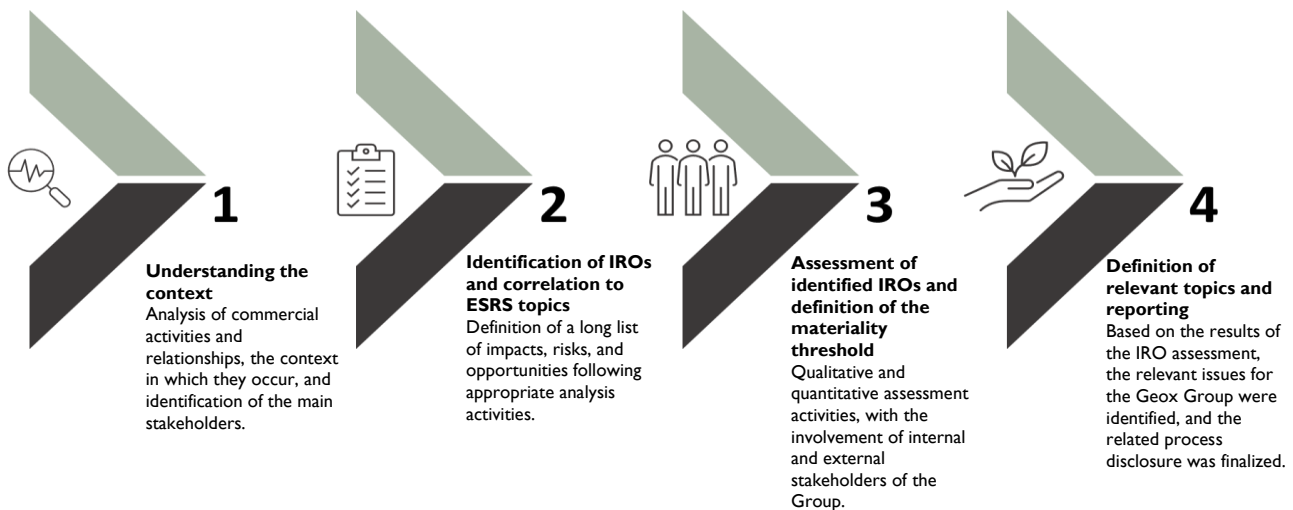 1
Understanding the
context
Analysis of commercial
activities and
relationships, the context
in which they occur, and
identification of the main
stakeholders.
2
Identification of IROs
and correlation to
ESRS topics
Definition of a long list
of impacts, risks, and
opportunities following
appropriate analysis
activities.
3
Assessment of
identified IROs and
definition of the
materiality
threshold
Qualitative and
quantitative assessment
activities, with the
involvement of internal
and external
stakeholders of the
Group.
4
Definition of
relevant topics and
reporting
Based on the results of
the IRO assessment,
the relevant issues for
the Geox Group were
identified, and the
related process
disclosure was finalized.